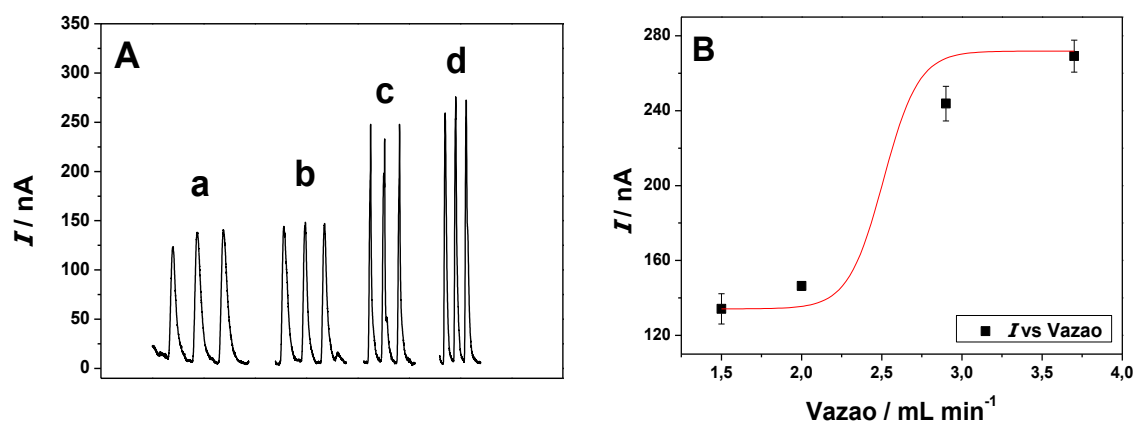 A
a
b
c
d
350
300
250
200
150
100
50
0
I / nA
B
280
240
200
160
120
I / nA
I vs Vazao
1,5 2,0 2,5 3,0 3,5 4,0
Vazao / mL min⁻¹